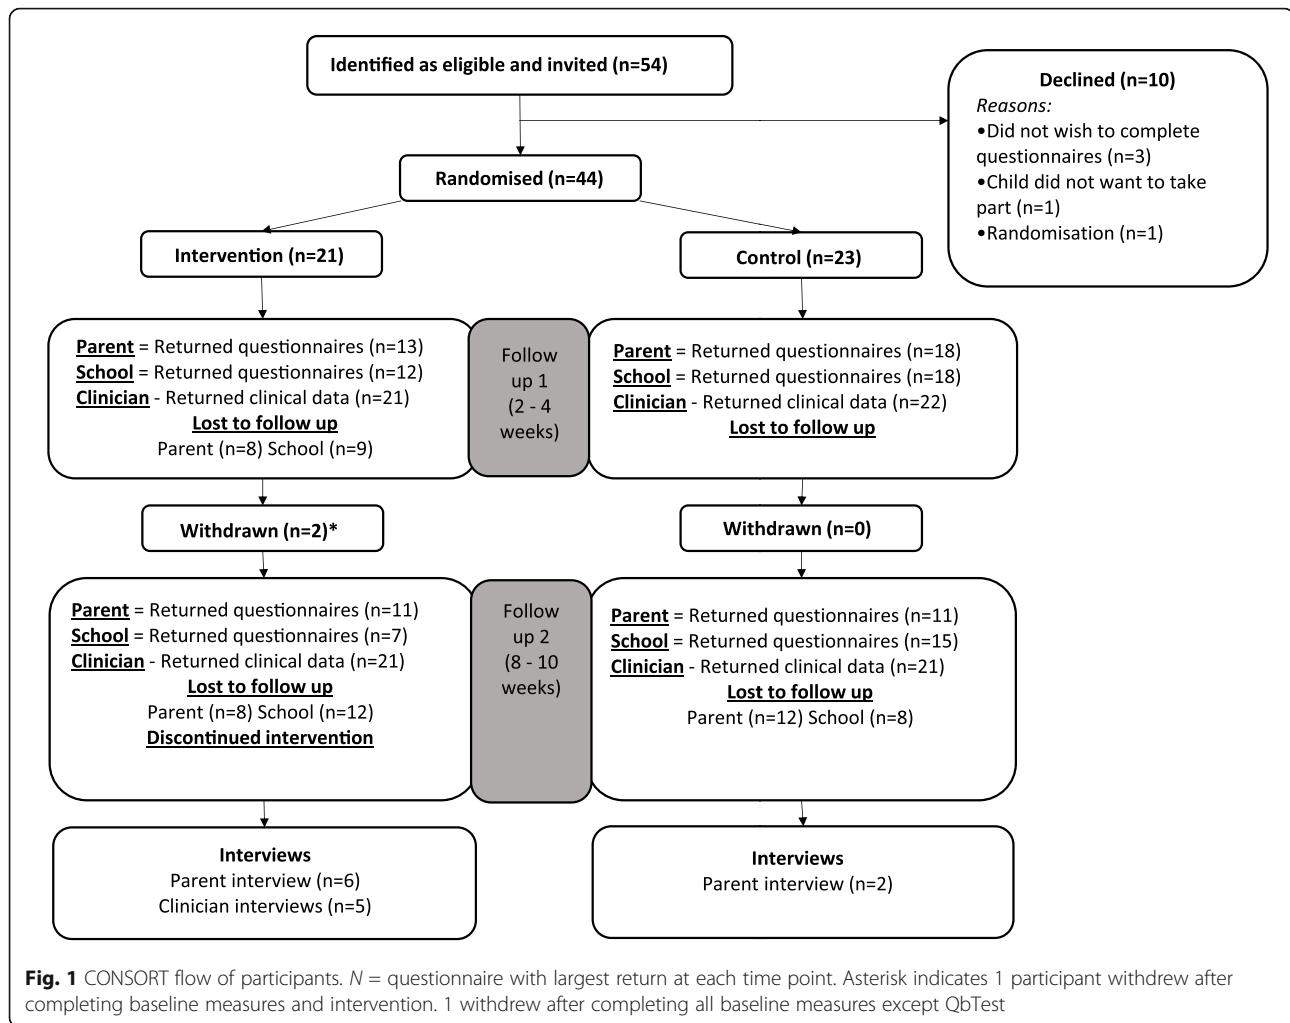 Identified as eligible and invited (n=54)
Declined (n=10)
Reasons:
•Did not wish to complete
questionnaires (n=3)
•Child did not want to take
part (n=1)
•Randomisation (n=1)
Randomised (n=44)
Intervention (n=21)
Control (n=23)
Parent = Returned questionnaires (n=13)
School = Returned questionnaires (n=12)
Clinician - Returned clinical data (n=21)
Lost to follow up
Parent (n=8) School (n=9)
Follow
up 1
(2 - 4
weeks)
Parent = Returned questionnaires (n=18)
School = Returned questionnaires (n=18)
Clinician - Returned clinical data (n=22)
Lost to follow up
Withdrawn (n=2)*
Withdrawn (n=0)
Parent = Returned questionnaires (n=11)
School = Returned questionnaires (n=7)
Clinician - Returned clinical data (n=21)
Lost to follow up
Parent (n=8) School (n=12)
Discontinued intervention
Follow
up 2
(8 - 10
weeks)
Parent = Returned questionnaires (n=11)
School = Returned questionnaires (n=15)
Clinician - Returned clinical data (n=21)
Lost to follow up
Parent (n=12) School (n=8)
Interviews
Parent interview (n=6)
Clinician interviews (n=5)
Interviews
Parent interview (n=2)
Fig. 1 CONSORT flow of participants. N = questionnaire with largest return at each time point. Asterisk indicates 1 participant withdrew after
completing baseline measures and intervention. 1 withdrew after completing all baseline measures except QbTest